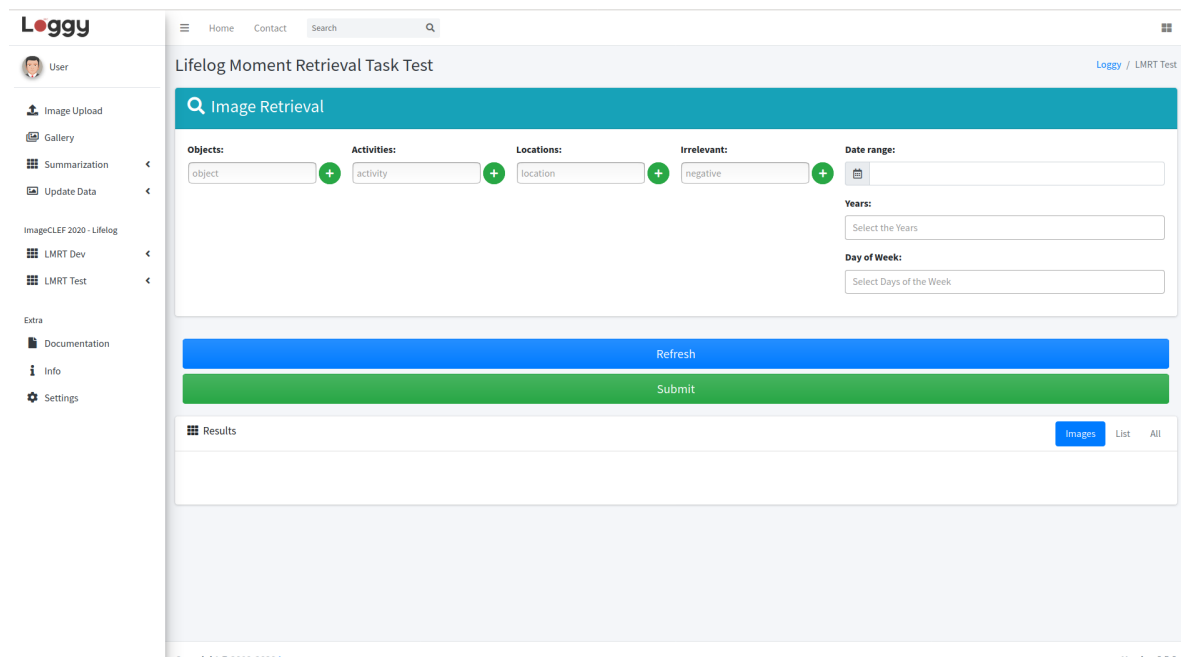 Loggy
Home Contact Search
User
Lifelog Moment Retrieval Task Test
Loggy / LMRT Test
Image Upload
Gallery
Summarization
Update Data
ImageCLEF 2020 - Lifelog
LMRT Dev
LMRT Test
Extra
Documentation
Info
Settings
Image Retrieval
Objects: Activities: Locations: Irrelevant: Date range:
object activity location negative
Years:
Select the Years
Day of Week:
Select Days of the Week
Refresh
Submit
Results
Images List All